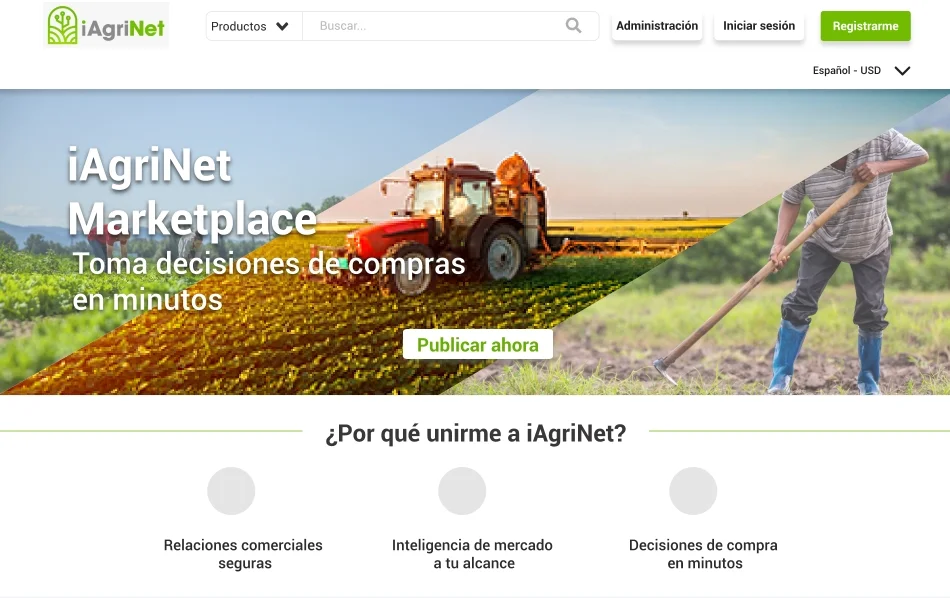 iAgriNet
Productos
Buscar...
Administración
Iniciar sesión
Registrarme
Español - USD
iAgriNet
Marketplace
Toma decisiones de compras
en minutos
Publicar ahora
¿Por qué unirme a iAgriNet?
Relaciones comerciales
seguras
Inteligencia de mercado
a tu alcance
Decisiones de compra
en minutos